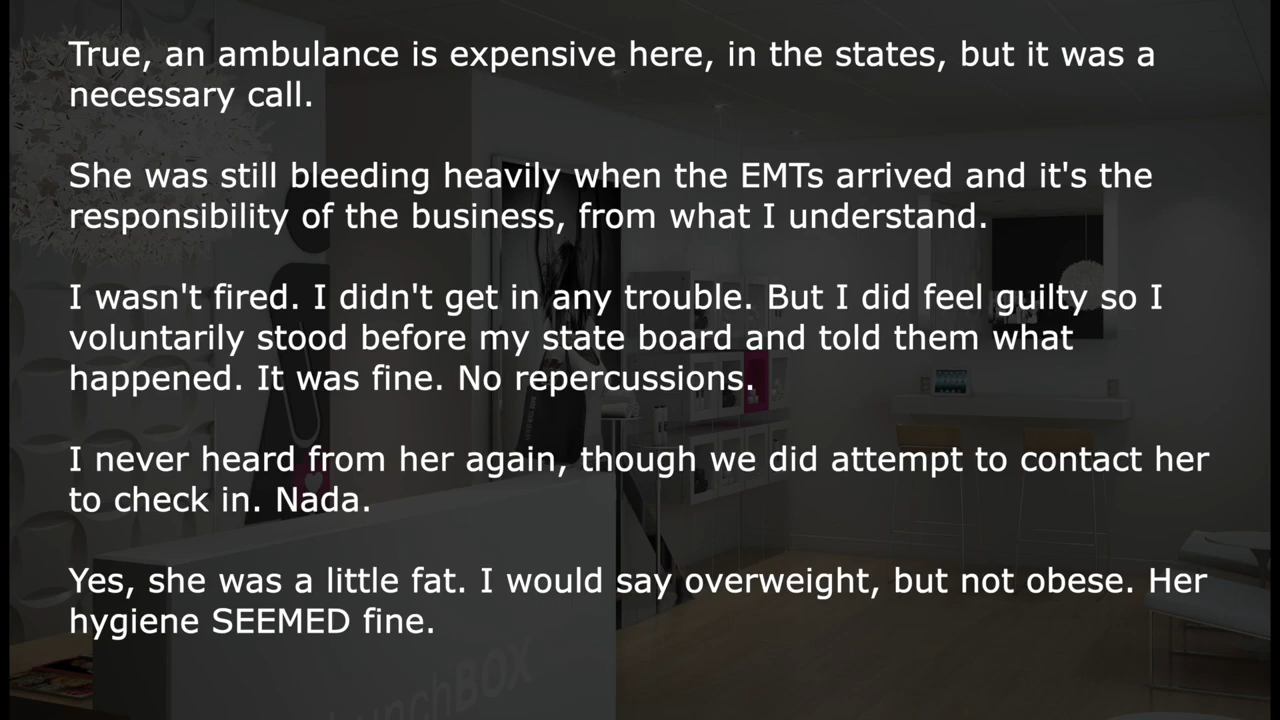 True, an ambulance is expensive here, in the states, but it was a
necessary call.
She was still bleeding heavily when the EMTs arrived and it's the
responsibility of the business, from what I understand.
I wasn't fired. I didn't get in any trouble. But I did feel guilty so I
voluntarily stood before my state board and told them what
happened. It was fine. No repercussions.
I never heard from her again, though we did attempt to contact her
to check in. Nada.
Yes, she was a little fat. I would say overweight, but not obese. Her
hygiene SEEMED fine.